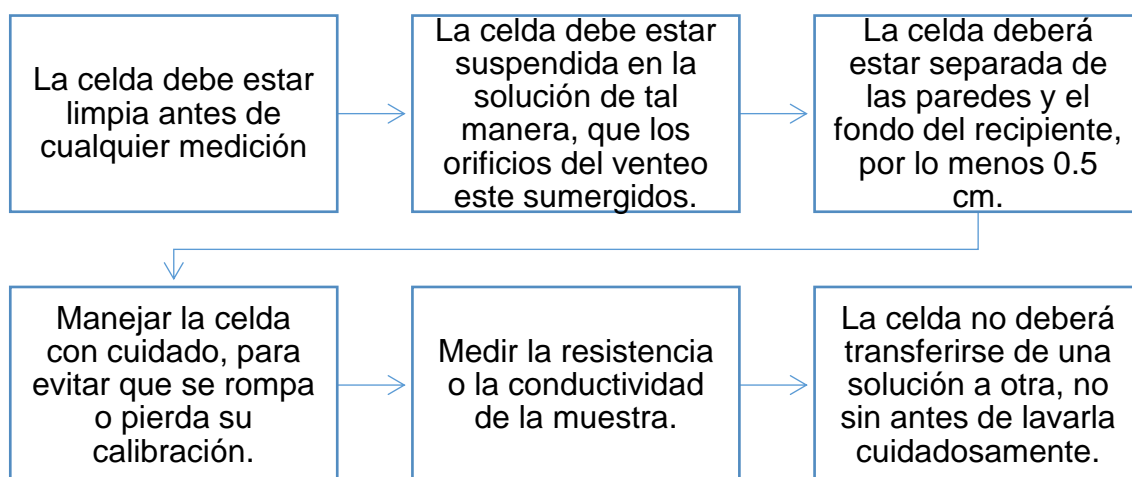 La celda debe estar
limpia antes de
cualquier medición
La celda debe estar
suspendida en la
solución de tal
manera, que los
orificios del venteo
este sumergidos.
La celda deberá
estar separada de
las paredes y el
fondo del recipiente,
por lo menos 0.5
cm.
Manejar la celda
con cuidado, para
evitar que se rompa
o pierda su
calibración.
Medir la resistencia
o la conductividad
de la muestra.
La celda no deberá
transferirse de una
solución a otra, no
sin antes de lavarla
cuidadosamente.